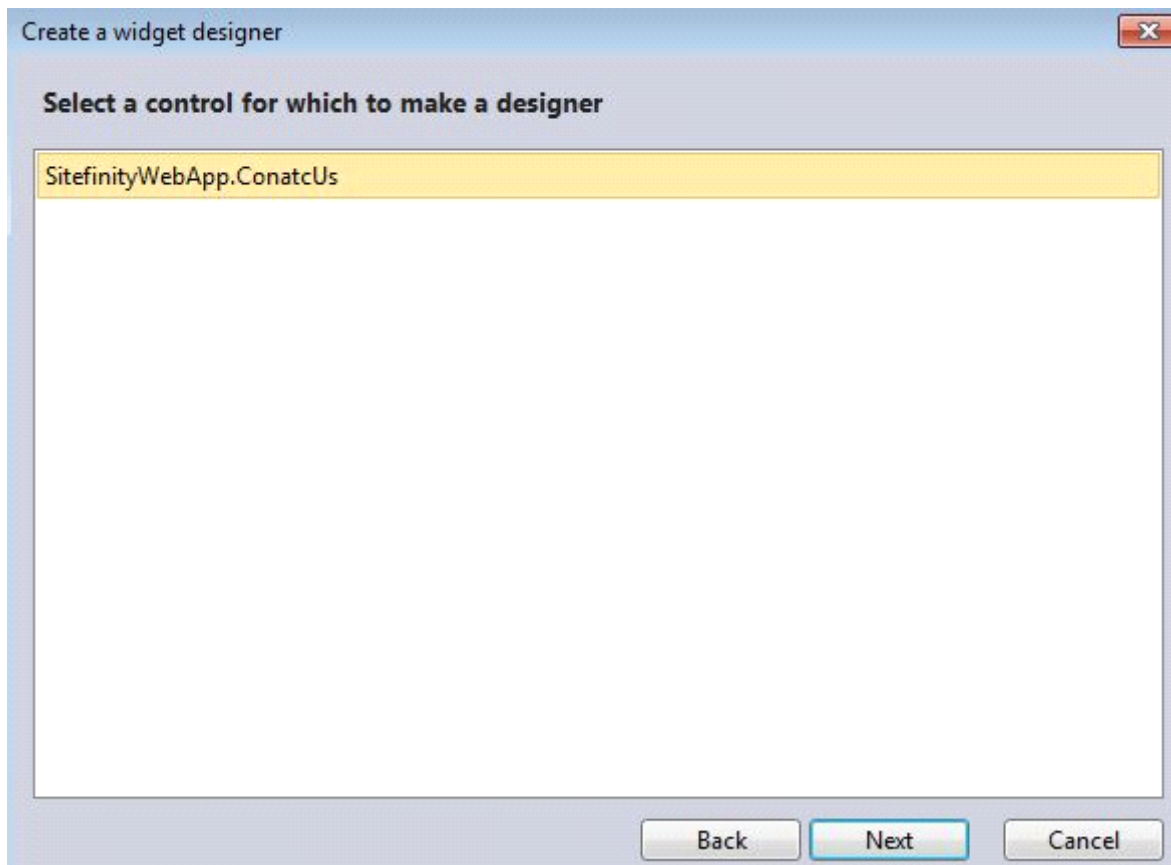 Create a widget designer
Select a control for which to make a designer
SitefinityWebApp.ConatcUs
Back Next Cancel